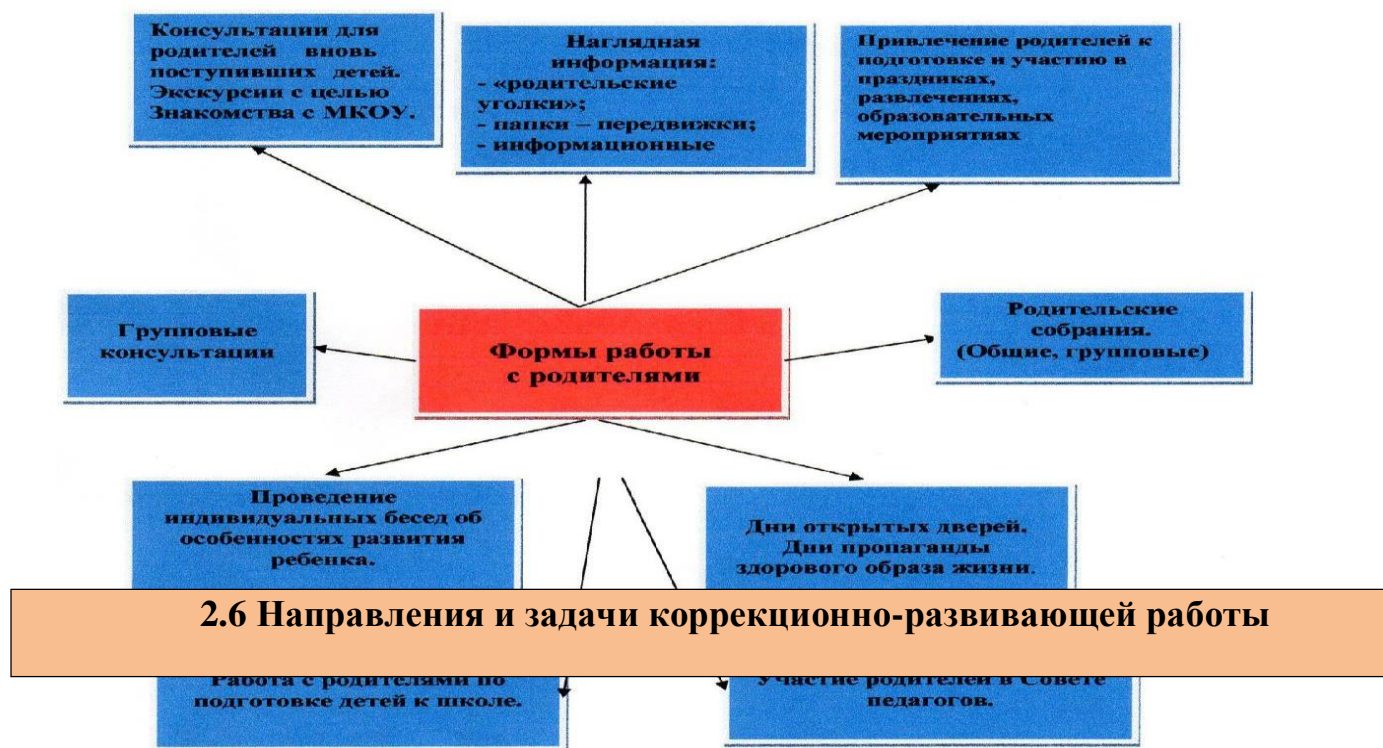 Консультации для
родителей вновь
поступивших детей.
Экскурсии с целью
Знакомства с МКОУ.
Наглядная
информация:
- «родительские
уголки»;
- папки – передвижки;
- информационные
Привлечение родителей к
подготовке и участию в
праздниках,
развлечениях,
образовательных
мероприятиях
Групповые
консультации
Формы работы
с родителями
Родительские
собрания.
(Общие, групповые)
Проведение
индивидуальных бесед об
особенностях развития
ребенка.
Дни открытых дверей.
Дни пропаганды
здорового образа жизни.
2.6 Направления и задачи коррекционно-развивающей работы
Работа с родителями по
подготовке детей к школе.
Участие родителей в Совете
педагогов.